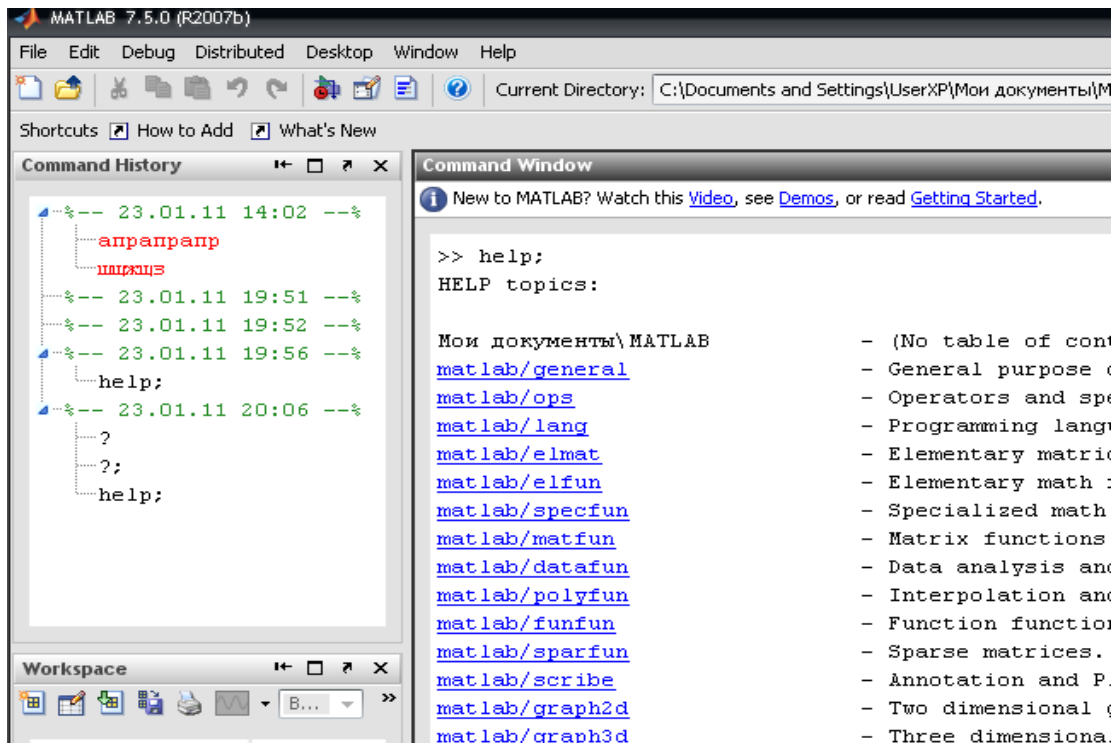 MATLAB 7.5.0 (R2007b)
File Edit Debug Distributed Desktop Window Help
Current Directory: C:\Documents and Settings\UserXP\Мои документы\M
Shortcuts How to Add What's New
Command History
%-- 23.01.11 14:02 --%
апрапрапр
%-- 23.01.11 19:51 --%
%-- 23.01.11 19:52 --%
%-- 23.01.11 19:56 --%
help;
%-- 23.01.11 20:06 --%
?
?;
help;
Workspace
B...
Command Window
New to MATLAB? Watch this Video, see Demos, or read Getting Started.
>> help;
HELP topics:
Мои документы\MATLAB - (No table of cont
matlab/general - General purpose
matlab/ops - Operators and spe
matlab/lang - Programming langu
matlab/elmat - Elementary matric
matlab/elfun - Elementary math
matlab/specfun - Specialized math
matlab/matfun - Matrix functions
matlab/datafun - Data analysis and
matlab/polyfun - Interpolation and
matlab/funfun - Function function
matlab/sparfun - Sparse matrices.
matlab/scribe - Annotation and P
matlab/graph2d - Two dimensional g
matlab/graph3d - Three dimensional